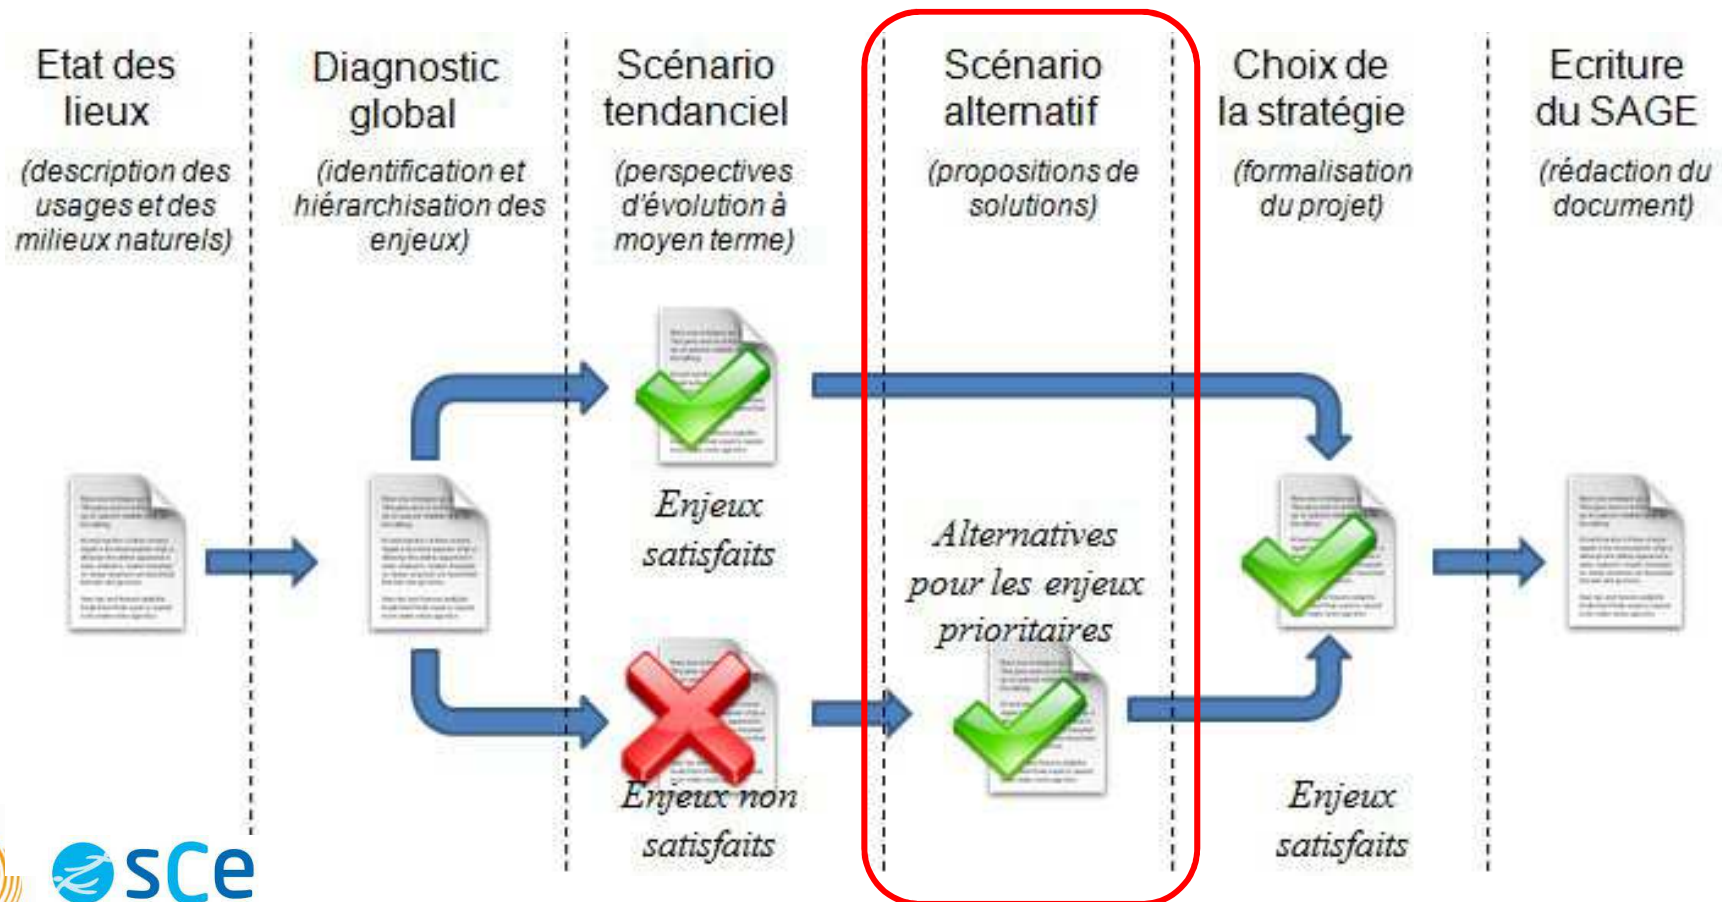 Etat des
lieux
(description des
usages et des
milieux naturels)
Diagnostic
global
(identification et
hiérarchisation des
enjeux)
Scénario
tendanciel
(perspectives
d'évolution à
moyen terme)
Scénario
alternatif
(propositions de
solutions)
Choix de
la stratégie
(formalisation
du projet)
Ecriture
du SAGE
(rédaction du
document)
Enjeux
satisfaits
Alternatives
pour les enjeux
prioritaires
Enjeux non
satisfaits
Enjeux
satisfaits
sce